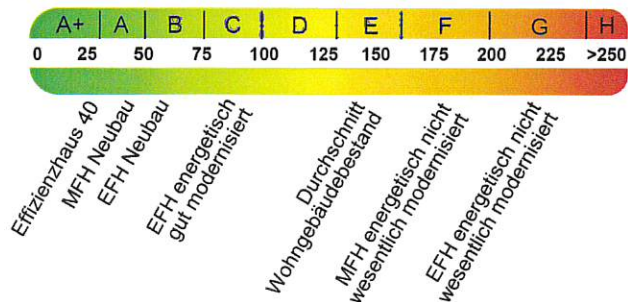 A+ A B C D E F G H
0 25 50 75 100 125 150 175 200 225 >250
Effizienzhaus 40
MFH Neubau
EFH Neubau
EFH energetisch
gut modernisiert
Durchschnitt
Wohngebäudebestand
MFH energetisch nicht
wesentlich modernisiert
EFH energetisch nicht
wesentlich modernisiert